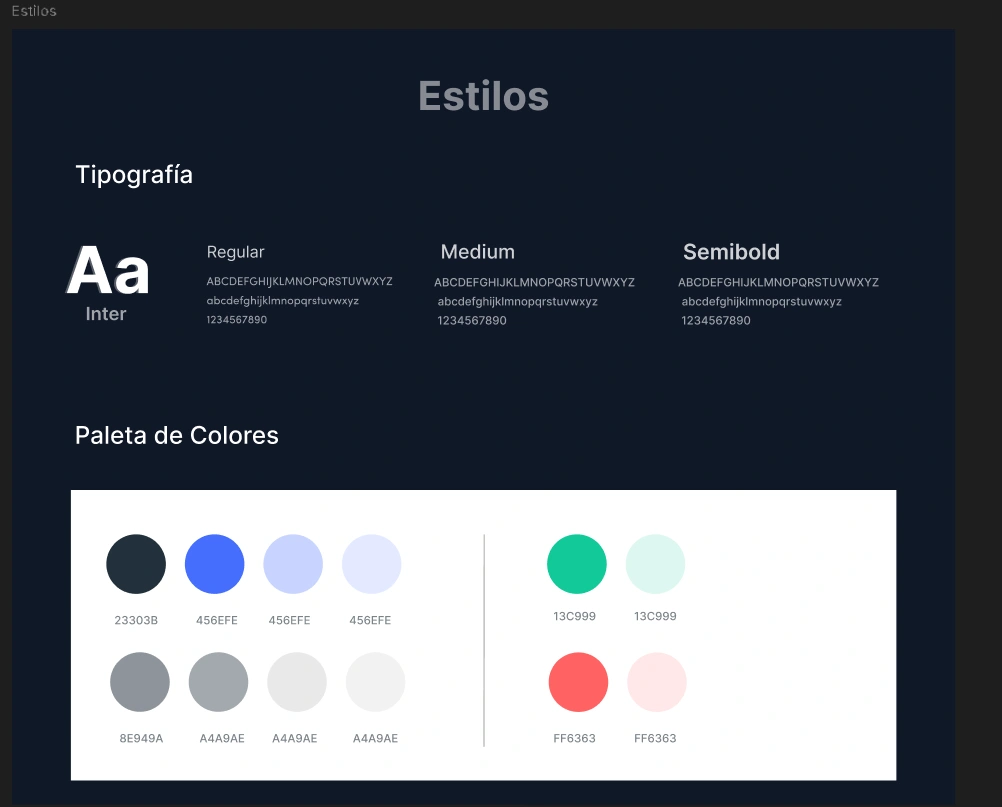 Estilos
Estilos
Tipografía
Aa
Inter
Regular
ABCDEFGHIJKLMNOPQRSTUVWXYZ
abcdefghijklmnopqrstuvwxyz
1234567890
Medium
ABCDEFGHIJKLMNOPQRSTUVWXYZ
abcdefghijklmnopqrstuvwxyz
1234567890
Semibold
ABCDEFGHIJKLMNOPQRSTUVWXYZ
abcdefghijklmnopqrstuvwxyz
1234567890
Paleta de Colores
23303B 456EFE 456EFE 456EFE
8E949A A4A9AE A4A9AE A4A9AE
13C999 13C999
FF6363 FF6363